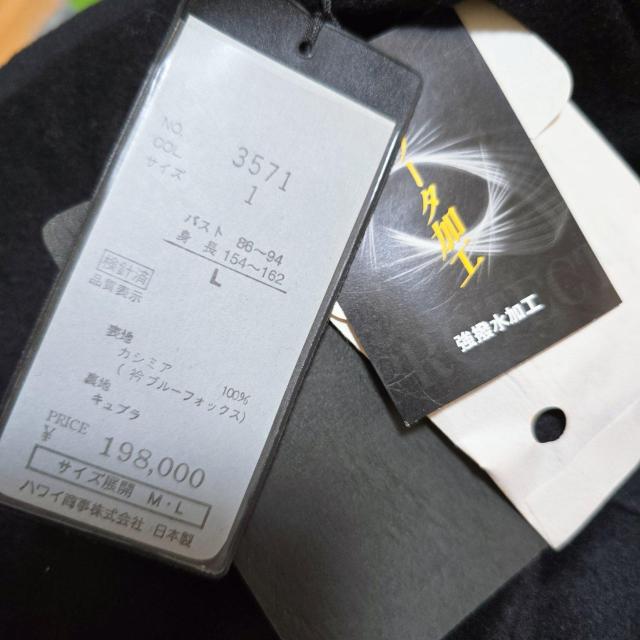 NO. 3571
COL. 1
サイズ
バスト 86～94
身長 154～162
L
検針済
品質表示
表地
カシミア 100%
(衿ブルーフォックス)
裏地
キュプラ
PRICE
¥ 198,000
サイズ展開 M・L
ハワイ商事株式会社 日本製
ータ加工
強撥水加工